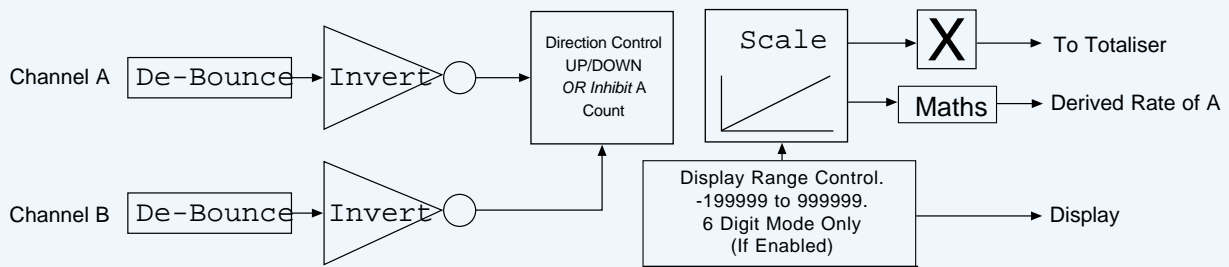 Channel A
De-Bounce
Invert
Direction Control
UP/DOWN
OR Inhibit A
Count
Scale
X
To Totaliser
Maths
Derived Rate of A
Channel B
De-Bounce
Invert
Display Range Control.
-199999 to 999999.
6 Digit Mode Only
(If Enabled)
Display